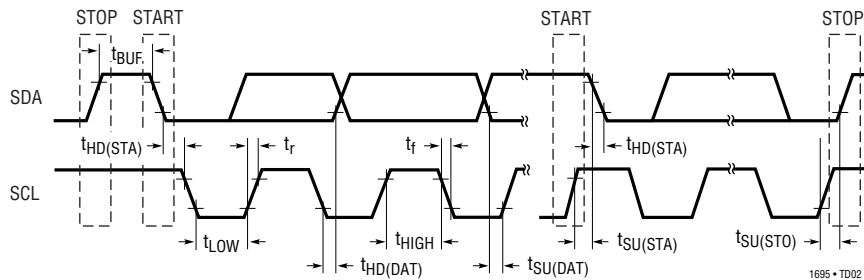 STOP START START STOP
tBUF
SDA
tHD(STA) tr tf tHD(STA)
SCL
tLOW tHIGH tSU(STA) tSU(STO)
tHD(DAT) tSU(DAT)
1695 • TD02